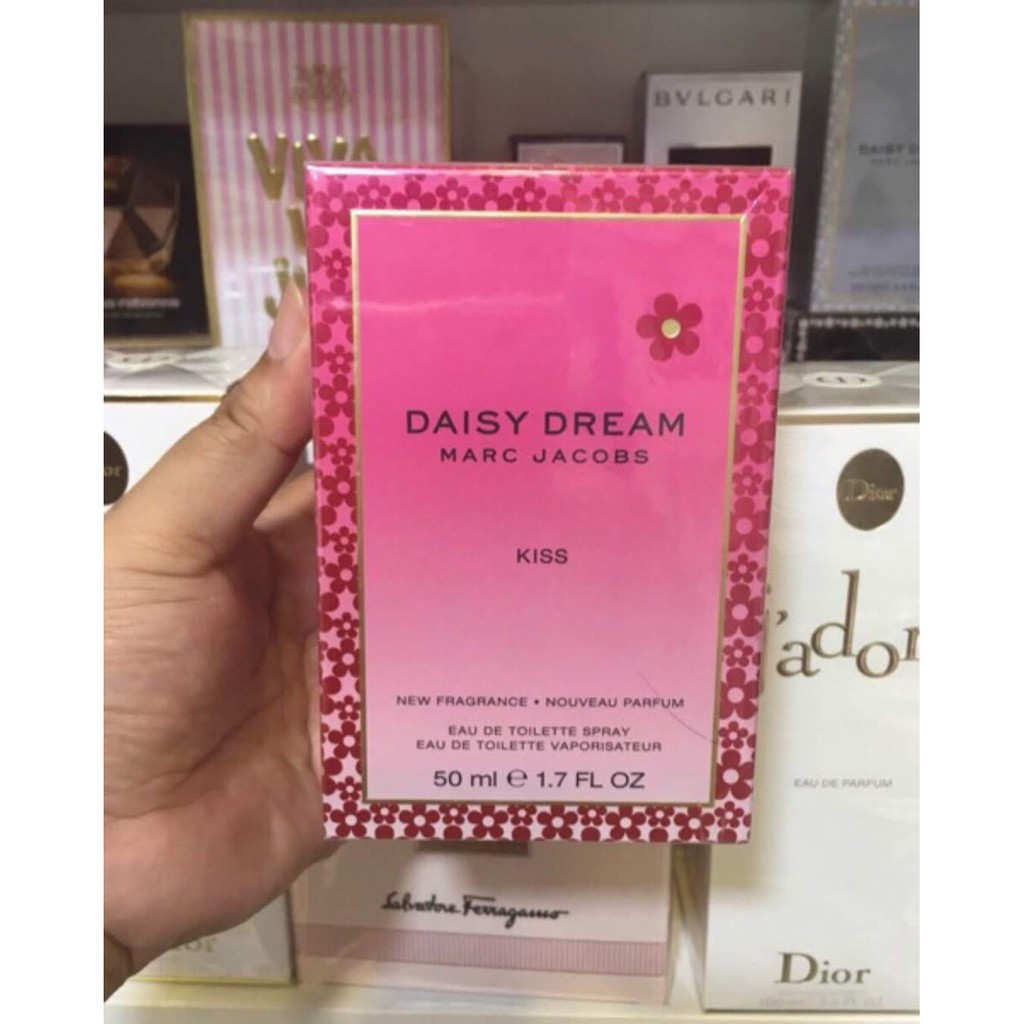 VIVA
BVLGARI
DAISY DREAM
MARC JACOBS
KISS
NEW FRAGRANCE • NOUVEAU PARFUM
EAU DE TOILETTE SPRAY
EAU DE TOILETTE VAPORISATEUR
50 ml ℮ 1.7 FL OZ
Dior
j'ador
EAU DE PARFUM
Salvatore Ferragamo
Dior